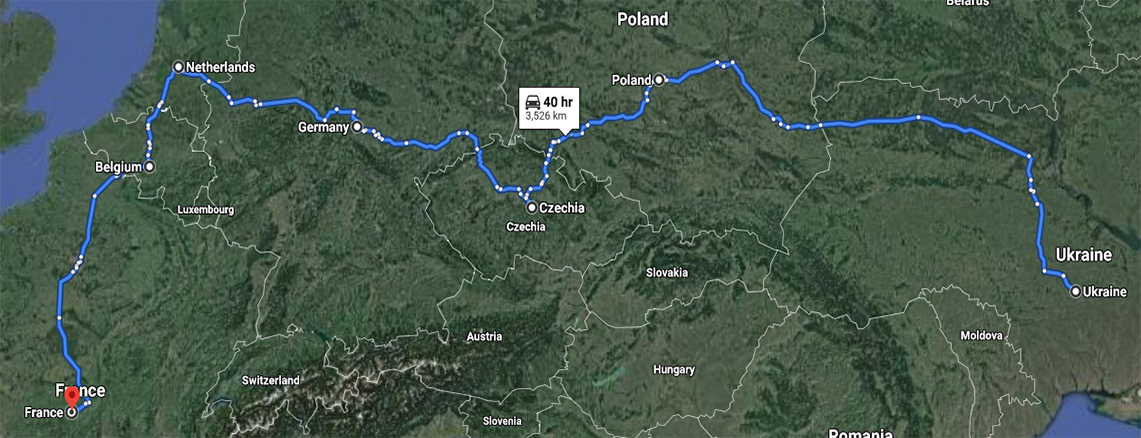 Belarus
Poland
Netherlands
Poland
40 hr
3,526 km
Germany
Belgium
Luxembourg
Czechia
Czechia
Ukraine
Slovakia
Ukraine
Austria
Moldova
Hungary
Switzerland
France
France
Slovenia
Romania